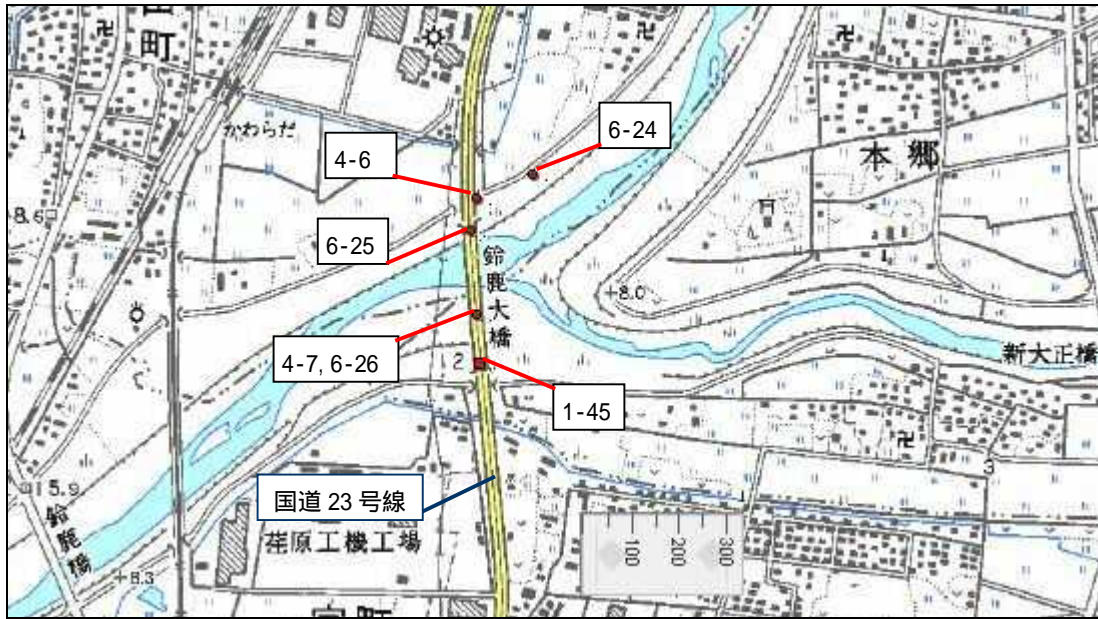 町
かわらだ
6-24
4-6
本郷
8.6
6-25
鈴鹿大橋
+8.0
4-7, 6-26
2
新大正橋
1-45
3
15.9
国道 23 号線
鈴鹿橋
荏原工機工場
+8.3
100
200
300
町